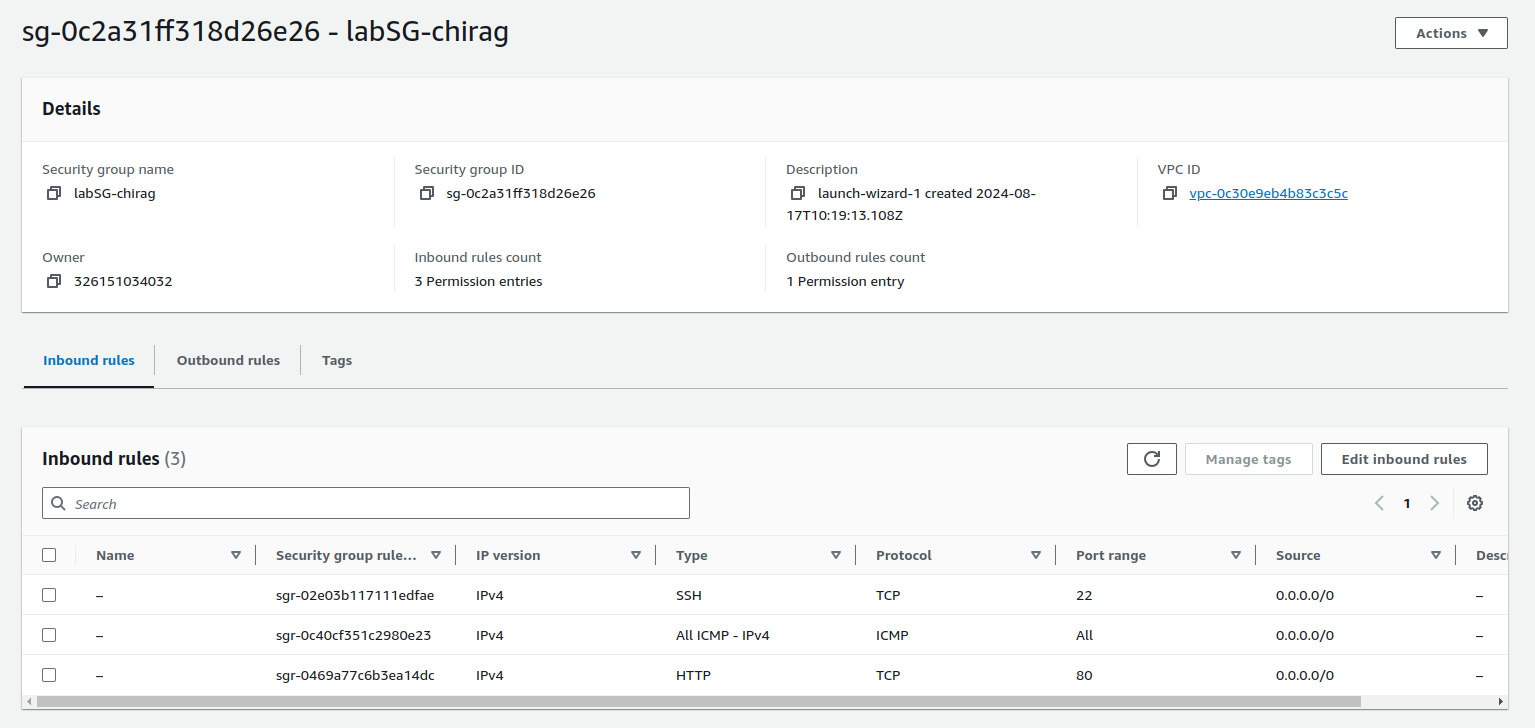 sg-0c2a31ff318d26e26 - labSG-chirag
Actions
Details
Security group name
labSG-chirag
Security group ID
sg-0c2a31ff318d26e26
Description
launch-wizard-1 created 2024-08-
17T10:19:13.108Z
VPC ID
vpc-0c30e9eb4b83c3c5c
Owner
326151034032
Inbound rules count
3 Permission entries
Outbound rules count
1 Permission entry
Inbound rules Outbound rules Tags
Inbound rules (3)
Manage tags
Edit inbound rules
Search
1
Name Security group rule... IP version Type Protocol Port range Source
– sgr-02e03b117111edfae IPv4 SSH TCP 22 0.0.0.0/0 –
– sgr-0c40cf351c2980e23 IPv4 All ICMP - IPv4 ICMP All 0.0.0.0/0 –
– sgr-0469a77c6b3ea14dc IPv4 HTTP TCP 80 0.0.0.0/0 –